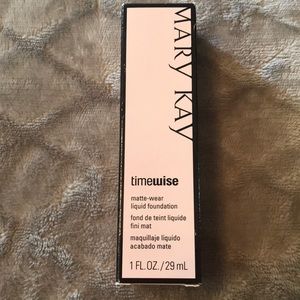 MARY KAY
timewise
matte-wear
liquid foundation
fond de teint liquide
fini mat
maquillaje líquido
acabado mate
1 FL.OZ./29 mL